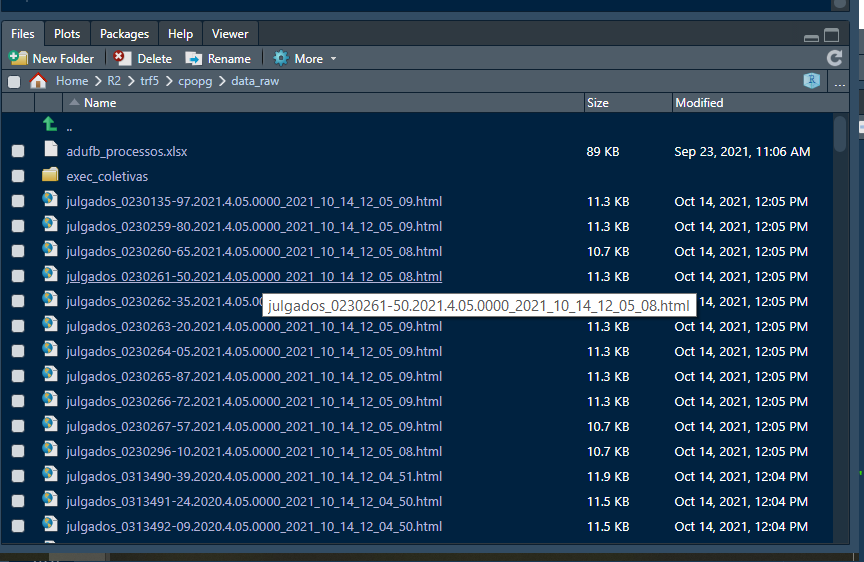 Files Plots Packages Help Viewer
New Folder Delete Rename More
Home R2 trf5 cpopg data_raw ...
Name Size Modified
..
adufb_processos.xlsx 89 KB Sep 23, 2021, 11:06 AM
exec_coletivas
julgados_0230135-97.2021.4.05.0000_2021_10_14_12_05_09.html 11.3 KB Oct 14, 2021, 12:05 PM
julgados_0230259-80.2021.4.05.0000_2021_10_14_12_05_09.html 11.3 KB Oct 14, 2021, 12:05 PM
julgados_0230260-65.2021.4.05.0000_2021_10_14_12_05_08.html 10.7 KB Oct 14, 2021, 12:05 PM
julgados_0230261-50.2021.4.05.0000_2021_10_14_12_05_08.html 11.3 KB Oct 14, 2021, 12:05 PM
julgados_0230261-50.2021.4.05.0000_2021_10_14_12_05_08.html
julgados_0230262-35.2021.4.05.00 14, 2021, 12:05 PM
julgados_0230263-20.2021.4.05.0000_2021_10_14_12_05_09.html 11.3 KB Oct 14, 2021, 12:05 PM
julgados_0230264-05.2021.4.05.0000_2021_10_14_12_05_09.html 11.3 KB Oct 14, 2021, 12:05 PM
julgados_0230265-87.2021.4.05.0000_2021_10_14_12_05_09.html 11.3 KB Oct 14, 2021, 12:05 PM
julgados_0230266-72.2021.4.05.0000_2021_10_14_12_05_09.html 11.3 KB Oct 14, 2021, 12:05 PM
julgados_0230267-57.2021.4.05.0000_2021_10_14_12_05_09.html 10.7 KB Oct 14, 2021, 12:05 PM
julgados_0230296-10.2021.4.05.0000_2021_10_14_12_05_08.html 10.7 KB Oct 14, 2021, 12:05 PM
julgados_0313490-39.2020.4.05.0000_2021_10_14_12_04_51.html 11.9 KB Oct 14, 2021, 12:04 PM
julgados_0313491-24.2020.4.05.0000_2021_10_14_12_04_50.html 11.5 KB Oct 14, 2021, 12:04 PM
julgados_0313492-09.2020.4.05.0000_2021_10_14_12_04_50.html 11.5 KB Oct 14, 2021, 12:04 PM